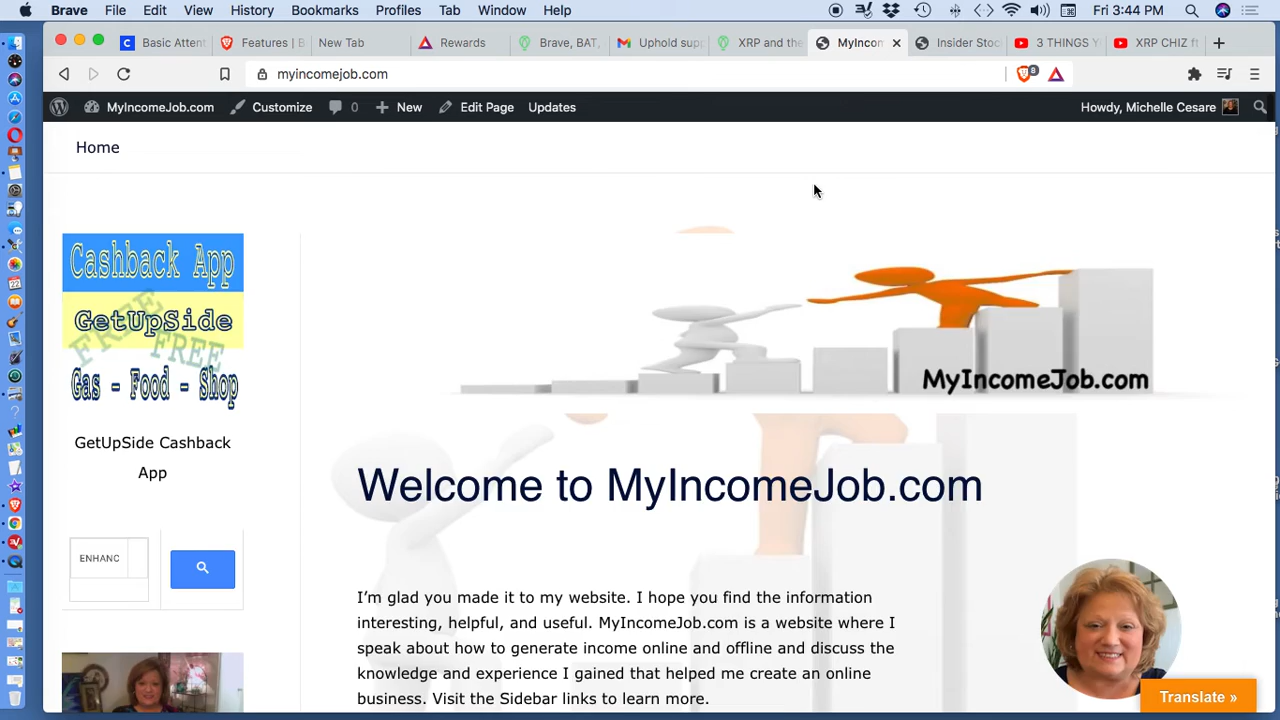 Brave File Edit View History Bookmarks Profiles Tab Window Help Fri 3:44 PM
Basic Attent Features | B New Tab Rewards Brave, BAT, Uphold supp XRP and the MyIncom Insider Stoc 3 THINGS Y XRP CHIZ ft
myincomejob.com 8
MyIncomeJob.com Customize 0 New Edit Page Updates Howdy, Michelle Cesare
Home
Cashback App
GetUpSide
FREE
FREE
Gas - Food - Shop
GetUpSide Cashback
App
ENHANC
MyIncomeJob.com
Welcome to MyIncomeJob.com
I’m glad you made it to my website. I hope you find the information
interesting, helpful, and useful. MyIncomeJob.com is a website where I
speak about how to generate income online and offline and discuss the
knowledge and experience I gained that helped me create an online
business. Visit the Sidebar links to learn more.
Translate »